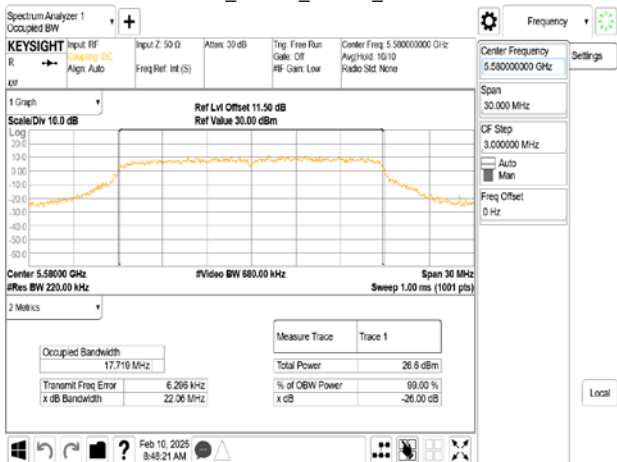 Spectrum Analyzer 1
Occupied BW
+
Frequency
KEYSIGHT
Input: RF
Coupling: DC
Align: Auto
Input Z: 50 Ω
Freq Ref: Int (S)
Atten: 30 dB
Trig: Free Run
Gate: Off
#IF Gain: Low
Center Freq: 5.580000000 GHz
Avg|Hold: 10/10
Radio Std: None
R
Center Frequency
5.580000000 GHz
Settings
Span
30.000 MHz
CF Step
3.000000 MHz
Auto
Man
Freq Offset
0 Hz
Local
1 Graph
Scale/Div 10.0 dB
Ref Lvl Offset 11.50 dB
Ref Value 30.00 dBm
Log
20.0
10.0
0.00
-10.0
-20.0
-30.0
-40.0
-50.0
-60.0
Center 5.58000 GHz
#Res BW 220.00 kHz
#Video BW 680.00 kHz
Span 30 MHz
Sweep 1.00 ms (1001 pts)
2 Metrics
Measure Trace
Trace 1
Occupied Bandwidth
17.719 MHz
Total Power
26.6 dBm
Transmit Freq Error
6.296 kHz
% of OBW Power
99.00 %
x dB Bandwidth
22.06 MHz
x dB
-26.00 dB
?
Feb 10, 2025
8:48:21 AM